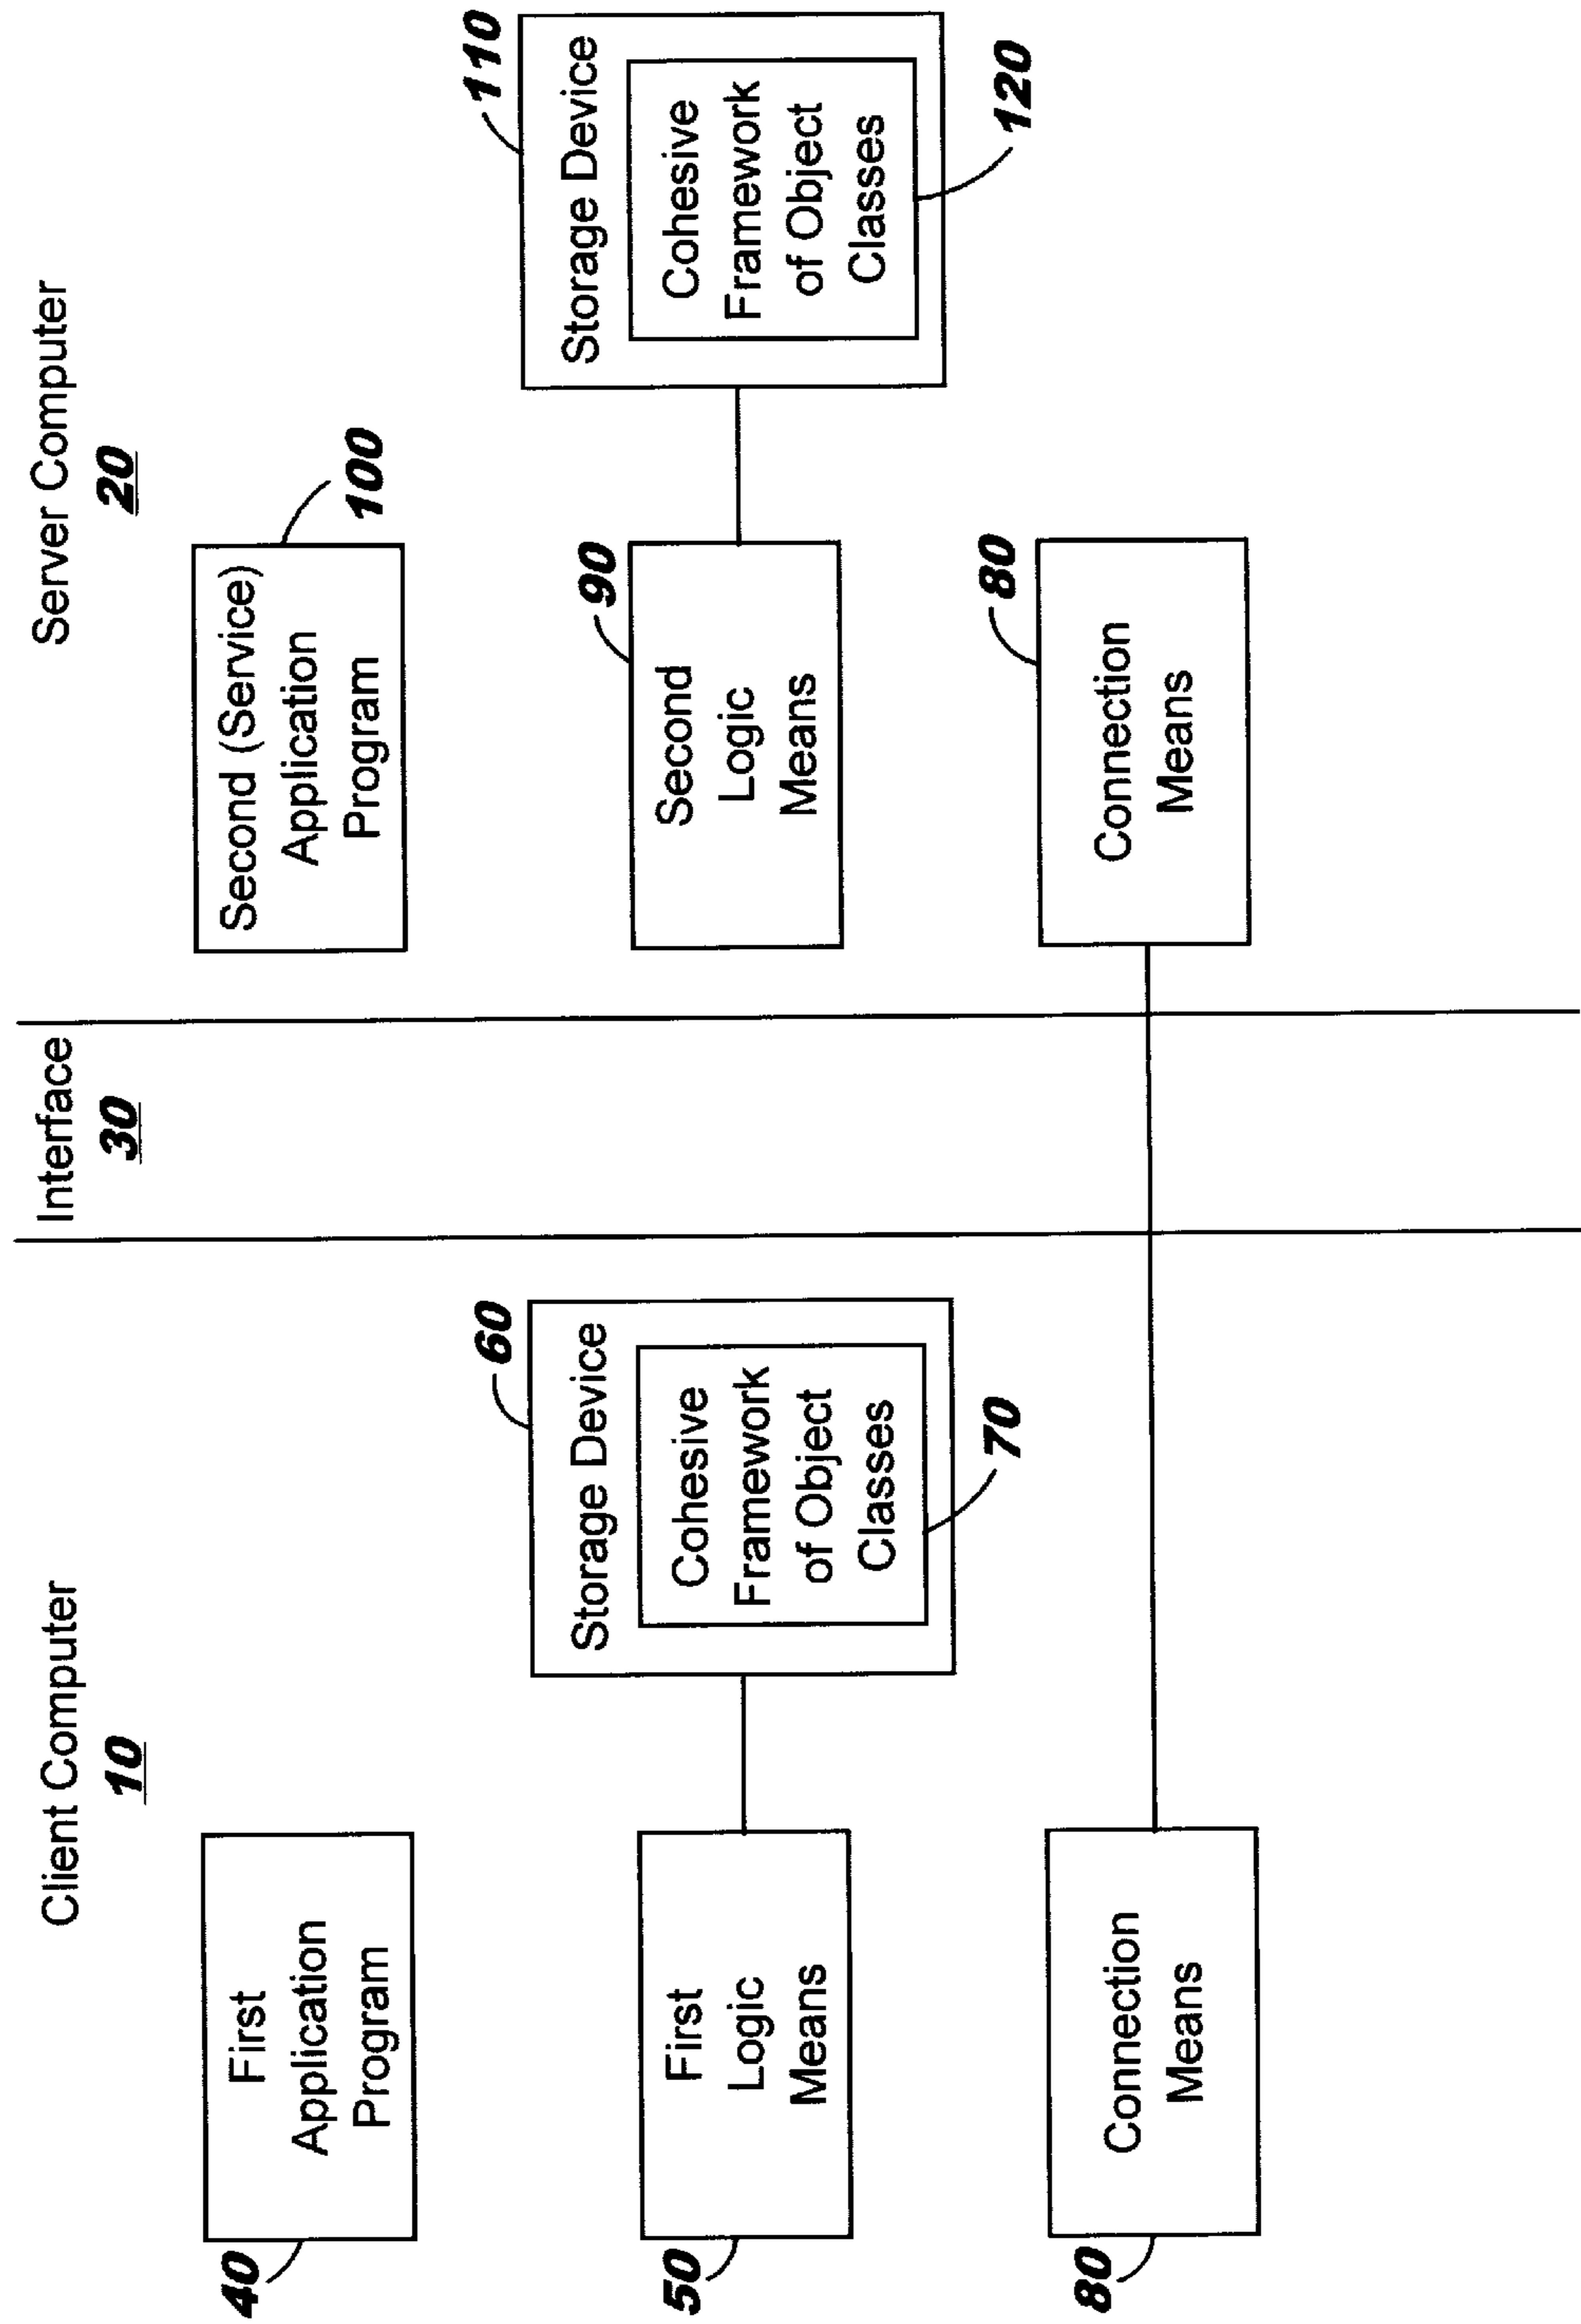 Client Computer
10
Interface
30
Server Computer
20
40
First
Application
Program
Second (Service)
Application
Program
100
50
First
Logic
Means
60
Storage Device
Cohesive
Framework
of Object
Classes
70
90
Second
Logic
Means
110
Storage Device
Cohesive
Framework
of Object
Classes
120
80
Connection
Means
80
Connection
Means